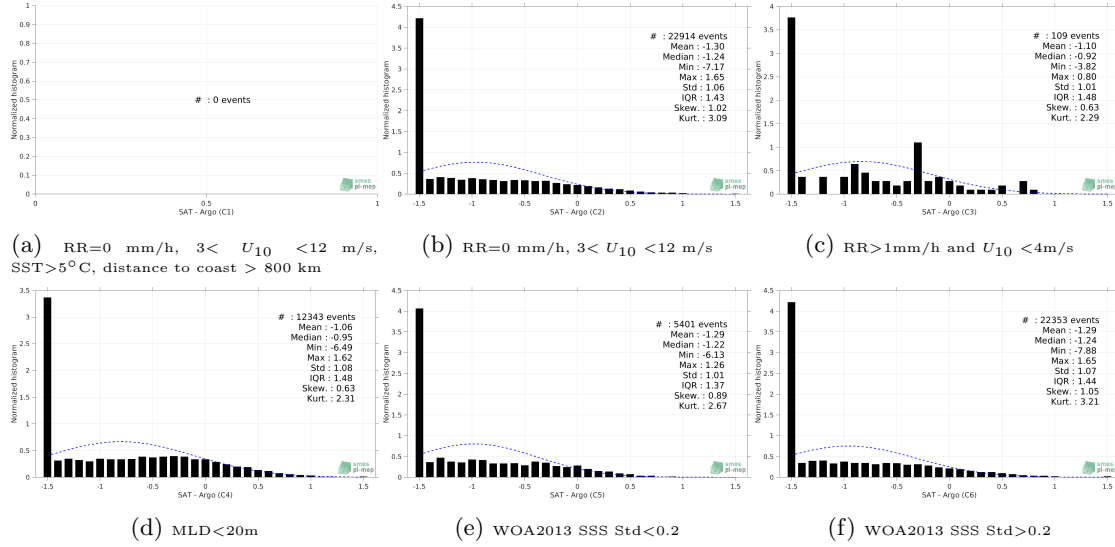 1
0.9
0.8
0.7
0.6
0.5
0.4
0.3
0.2
0.1
0
Normalized histogram
# : 0 events
smos
pi-mep
0 0.5 1
SAT - Argo (C1)
(a) RR=0 mm/h, 3< U10 <12 m/s,
SST>5°C, distance to coast > 800 km
4.5
4
3.5
3
2.5
2
1.5
1
0.5
0
Normalized histogram
# : 22914 events
Mean : -1.30
Median : -1.24
Min : -7.17
Max : 1.65
Std : 1.06
IQR : 1.43
Skew. : 1.02
Kurt. : 3.09
smos
pi-mep
-1.5 -1 -0.5 0 0.5 1 1.5
SAT - Argo (C2)
(b) RR=0 mm/h, 3< U10 <12 m/s
4
3.5
3
2.5
2
1.5
1
0.5
0
Normalized histogram
# : 109 events
Mean : -1.10
Median : -0.92
Min : -3.82
Max : 0.80
Std : 1.01
IQR : 1.48
Skew. : 0.63
Kurt. : 2.29
smos
pi-mep
-1.5 -1 -0.5 0 0.5 1 1.5
SAT - Argo (C3)
(c) RR>1mm/h and U10 <4m/s
3.5
3
2.5
2
1.5
1
0.5
0
Normalized histogram
# : 12343 events
Mean : -1.06
Median : -0.95
Min : -6.49
Max : 1.62
Std : 1.08
IQR : 1.48
Skew. : 0.63
Kurt. : 2.31
smos
pi-mep
-1.5 -1 -0.5 0 0.5 1 1.5
SAT - Argo (C4)
(d) MLD<20m
4.5
4
3.5
3
2.5
2
1.5
1
0.5
0
Normalized histogram
# : 5401 events
Mean : -1.29
Median : -1.22
Min : -6.13
Max : 1.26
Std : 1.01
IQR : 1.37
Skew. : 0.89
Kurt. : 2.67
smos
pi-mep
-1.5 -1 -0.5 0 0.5 1 1.5
SAT - Argo (C5)
(e) WOA2013 SSS Std<0.2
4.5
4
3.5
3
2.5
2
1.5
1
0.5
0
Normalized histogram
# : 22353 events
Mean : -1.29
Median : -1.24
Min : -7.88
Max : 1.65
Std : 1.07
IQR : 1.44
Skew. : 1.05
Kurt. : 3.21
smos
pi-mep
-1.5 -1 -0.5 0 0.5 1 1.5
SAT - Argo (C6)
(f) WOA2013 SSS Std>0.2